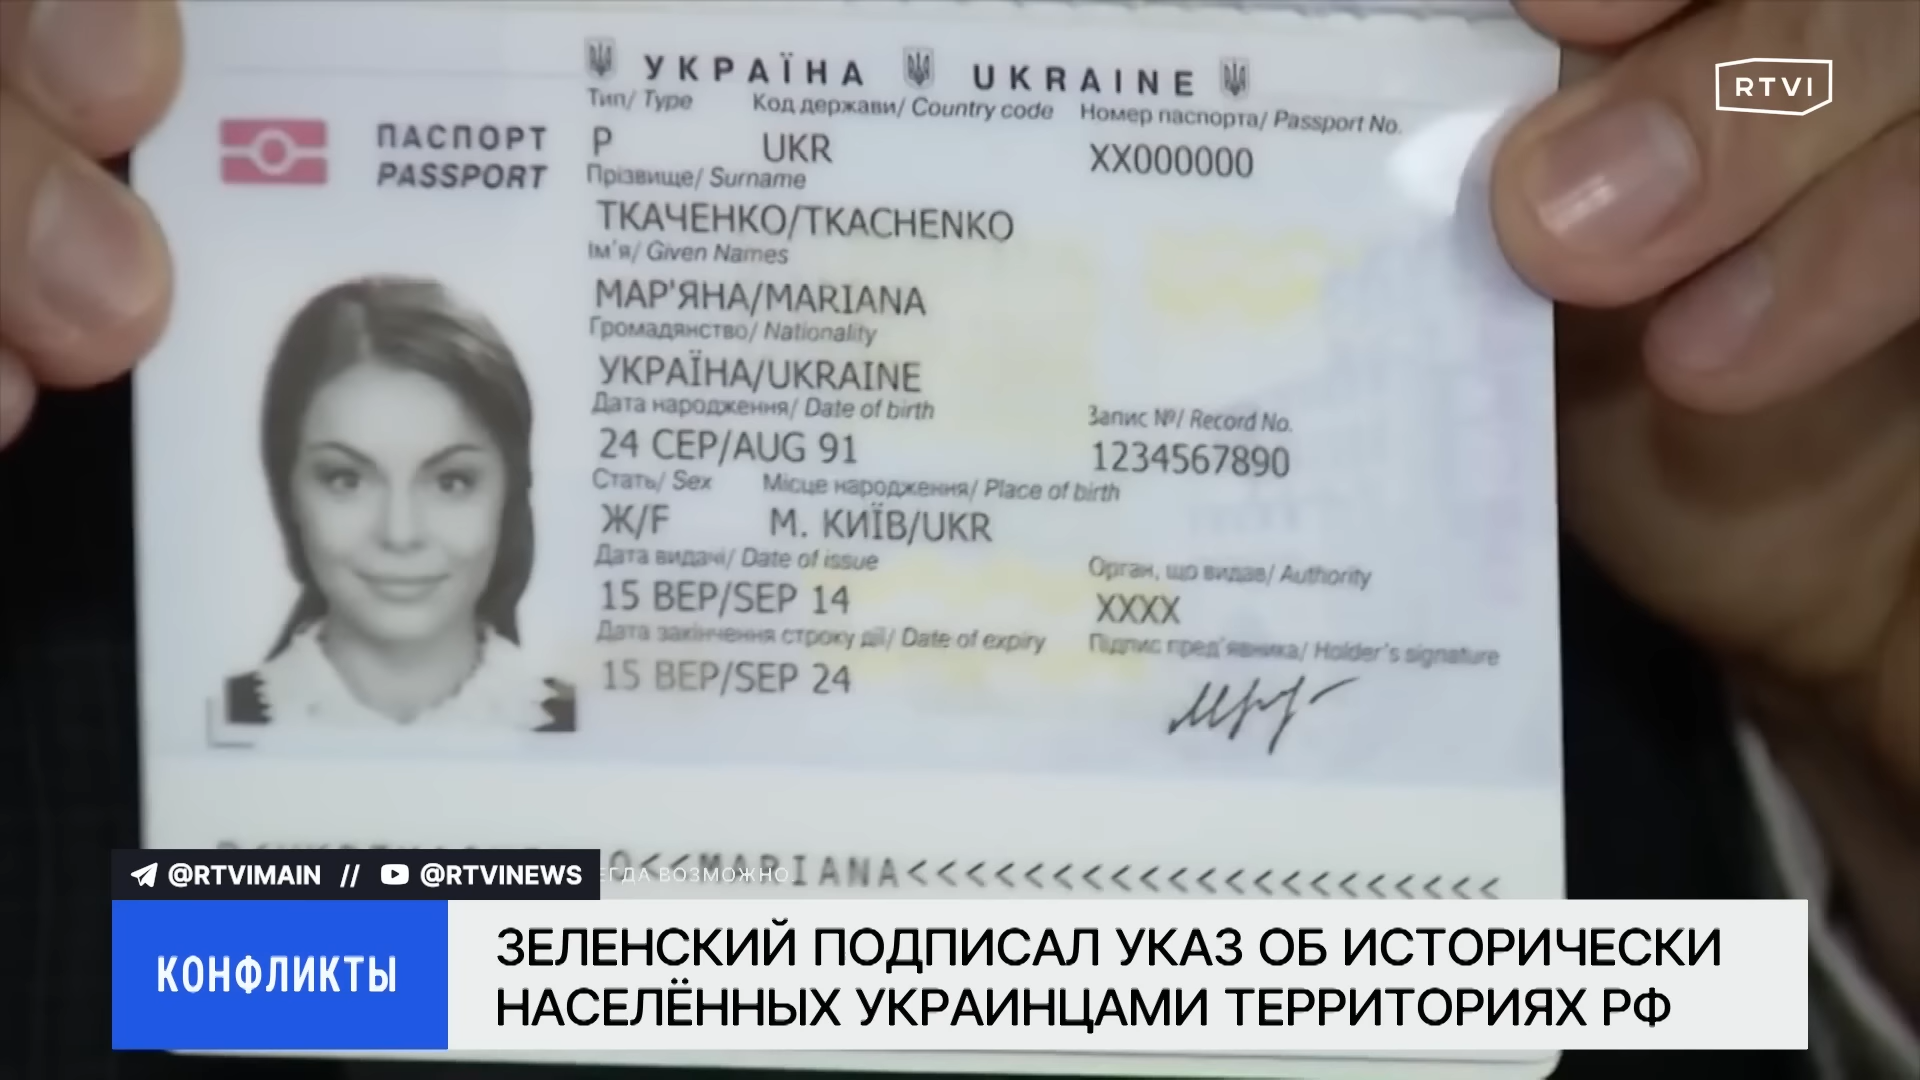 УКРАЇНА UKRAINE
RTVI
Тип/ Type Код держави/ Country code Номер паспорта/ Passport No.
ПАСПОРТ P UKR XX000000
PASSPORT
Прізвище/ Surname
ТКАЧЕНКО/TKACHENKO
Ім'я/ Given Names
МАР'ЯНА/MARIANA
Громадянство/ Nationality
УКРАЇНА/UKRAINE
Дата народження/ Date of birth Запис №/ Record No.
24 СЕР/AUG 91 1234567890
Стать/ Sex Місце народження/ Place of birth
Ж/F М. КИЇВ/UKR
Дата видачі/ Date of issue Орган, що видав/ Authority
15 ВЕР/SEP 14 XXXX
Дата закінчення строку дії/ Date of expiry Підпис пред'явника/ Holder's signature
15 ВЕР/SEP 24
O<<MARIANA<<<<<<<<<<<<<<<<<<<<<<<<
@RTVIMAIN // @RTVINEWS
ВОЗМОЖНО
КОНФЛИКТЫ
ЗЕЛЕНСКИЙ ПОДПИСАЛ УКАЗ ОБ ИСТОРИЧЕСКИ
НАСЕЛЁННЫХ УКРАИНЦАМИ ТЕРРИТОРИЯХ РФ